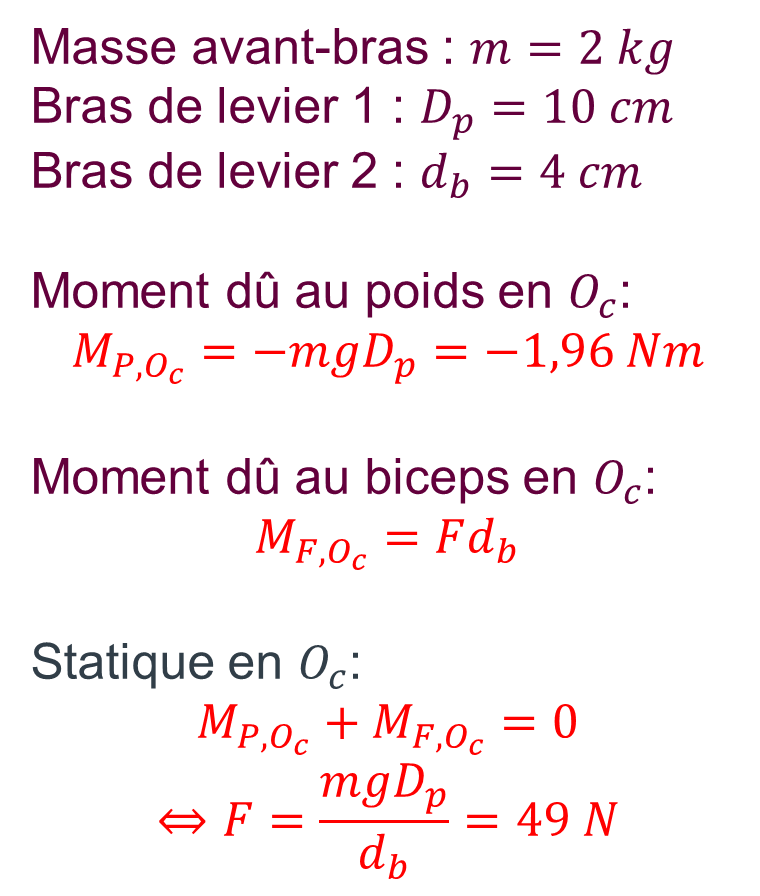 Masse avant-bras : m = 2 kg
Bras de levier 1 : D_p = 10 cm
Bras de levier 2 : d_b = 4 cm
Moment dû au poids en O_c:
M_{P,O_c} = −mgD_p = −1,96 Nm
Moment dû au biceps en O_c:
M_{F,O_c} = Fd_b
Statique en O_c:
M_{P,O_c} + M_{F,O_c} = 0
⇔ F = \frac{mgD_p}{d_b} = 49 N